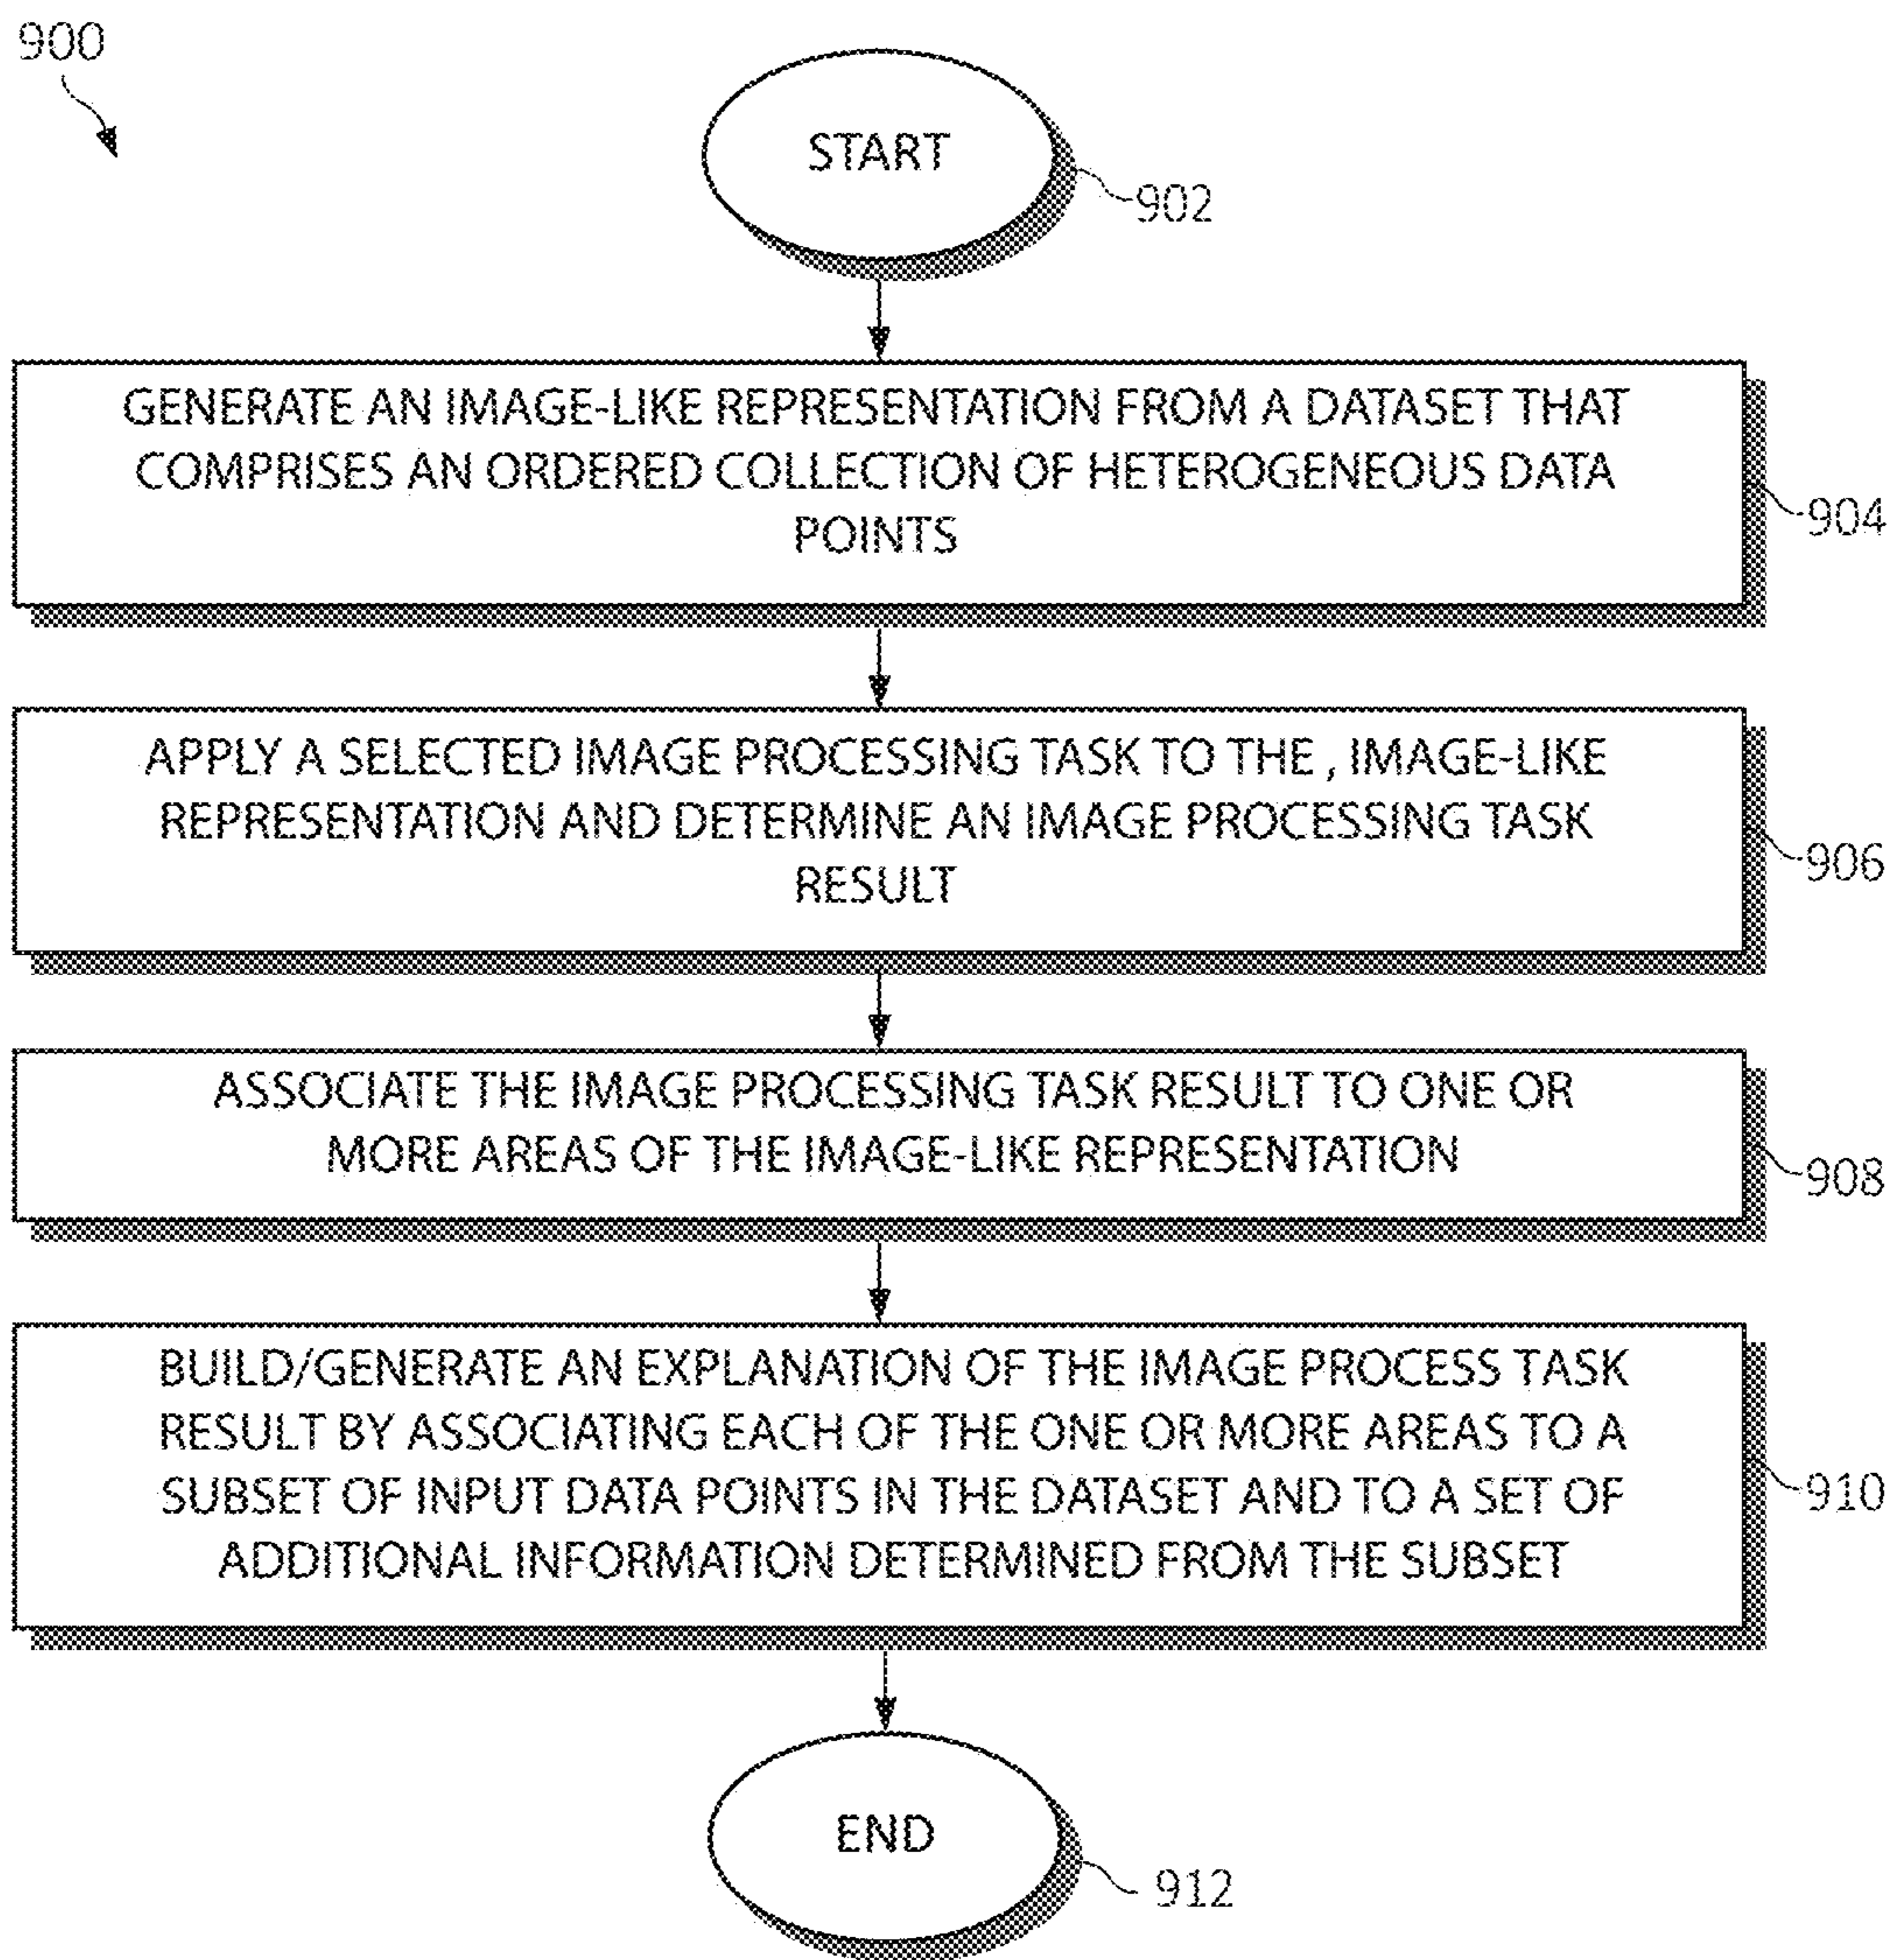 900
START
902
GENERATE AN IMAGE-LIKE REPRESENTATION FROM A DATASET THAT
COMPRISES AN ORDERED COLLECTION OF HETEROGENEOUS DATA
POINTS
904
APPLY A SELECTED IMAGE PROCESSING TASK TO THE , IMAGE-LIKE
REPRESENTATION AND DETERMINE AN IMAGE PROCESSING TASK
RESULT
906
ASSOCIATE THE IMAGE PROCESSING TASK RESULT TO ONE OR
MORE AREAS OF THE IMAGE-LIKE REPRESENTATION
908
BUILD/GENERATE AN EXPLANATION OF THE IMAGE PROCESS TASK
RESULT BY ASSOCIATING EACH OF THE ONE OR MORE AREAS TO A
SUBSET OF INPUT DATA POINTS IN THE DATASET AND TO A SET OF
ADDITIONAL INFORMATION DETERMINED FROM THE SUBSET
910
END
912